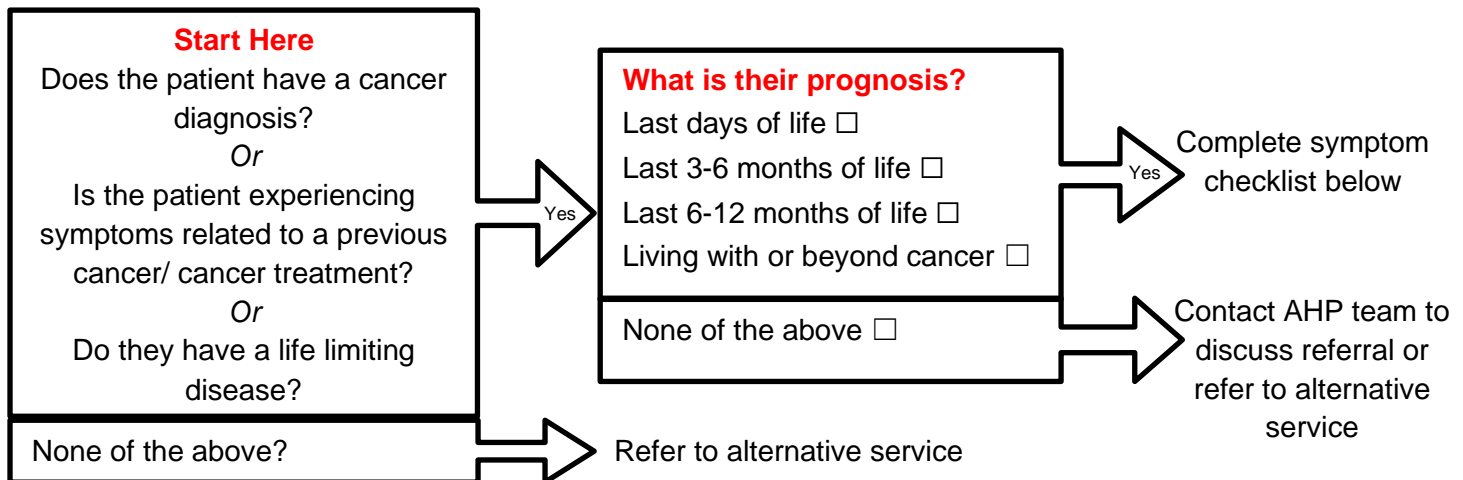 Start Here
Does the patient have a cancer
diagnosis?
Or
Is the patient experiencing
symptoms related to a previous
cancer/ cancer treatment?
Or
Do they have a life limiting
disease?
None of the above?
Yes
What is their prognosis?
Last days of life ☐
Last 3-6 months of life ☐
Last 6-12 months of life ☐
Living with or beyond cancer ☐
None of the above ☐
Yes
Complete symptom
checklist below
Contact AHP team to
discuss referral or
refer to alternative
service
Refer to alternative service